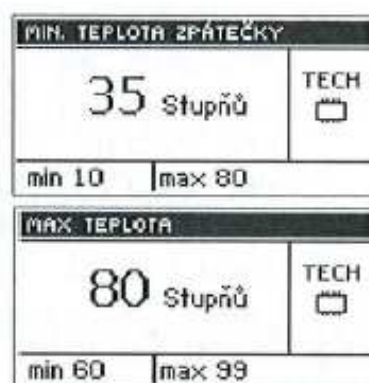 MIN. TEPLOTA ZPÁTEČKY
35 Stupňů
TECH
min 10 max 80
MAX TEPLOTA
80 Stupňů
TECH
min 60 max 99